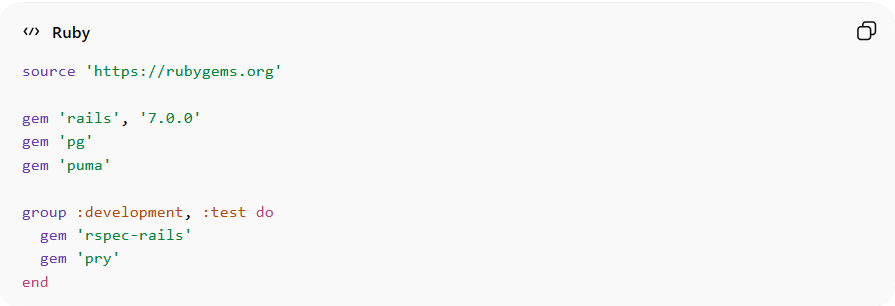 Ruby
source 'https://rubygems.org'
gem 'rails', '7.0.0'
gem 'pg'
gem 'puma'
group :development, :test do
  gem 'rspec-rails'
  gem 'pry'
end